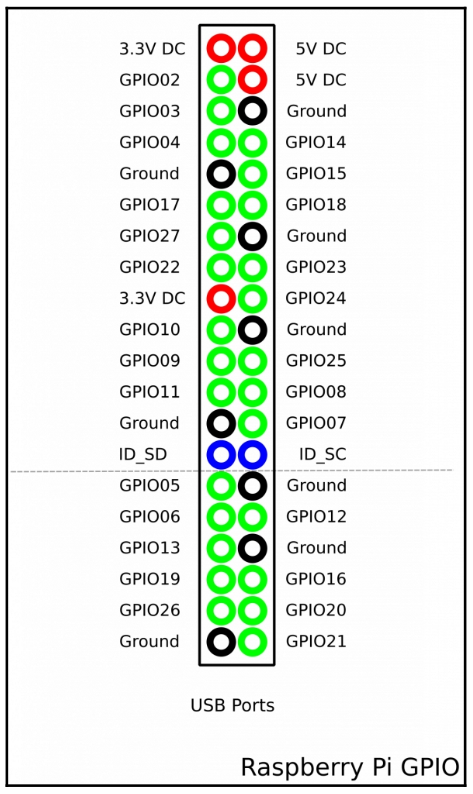 3.3V DC 5V DC
GPIO02 5V DC
GPIO03 Ground
GPIO04 GPIO14
Ground GPIO15
GPIO17 GPIO18
GPIO27 Ground
GPIO22 GPIO23
3.3V DC GPIO24
GPIO10 Ground
GPIO09 GPIO25
GPIO11 GPIO08
Ground GPIO07
ID_SD ID_SC
GPIO05 Ground
GPIO06 GPIO12
GPIO13 Ground
GPIO19 GPIO16
GPIO26 GPIO20
Ground GPIO21
USB Ports
Raspberry Pi GPIO